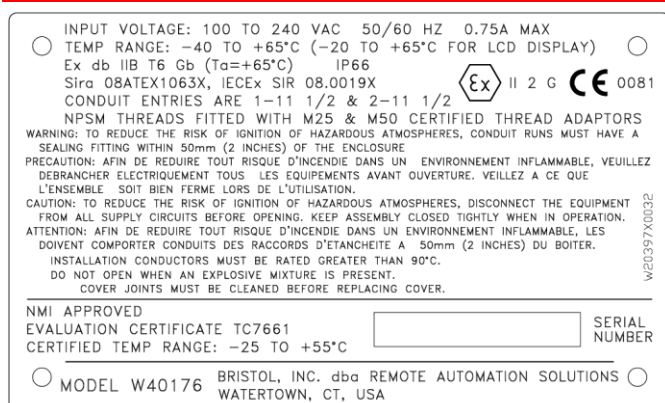 INPUT VOLTAGE: 100 TO 240 VAC 50/60 HZ 0.75A MAX
TEMP RANGE: −40 TO +65°C (−20 TO +65°C FOR LCD DISPLAY)
Ex db IIB T6 Gb (Ta=+65°C) IP66
Sira 08ATEX1063X, IECEx SIR 08.0019X
Ex II 2 G CE 0081
CONDUIT ENTRIES ARE 1−11 1/2 & 2−11 1/2
NPSM THREADS FITTED WITH M25 & M50 CERTIFIED THREAD ADAPTORS
WARNING: TO REDUCE THE RISK OF IGNITION OF HAZARDOUS ATMOSPHERES, CONDUIT RUNS MUST HAVE A
SEALING FITTING WITHIN 50mm (2 INCHES) OF THE ENCLOSURE
PRECAUTION: AFIN DE REDUIRE TOUT RISQUE D'INCENDIE DANS UN ENVIRONNEMENT INFLAMMABLE, VEUILLEZ
DEBRANCHER ELECTRIQUEMENT TOUS LES EQUIPEMENTS AVANT OUVERTURE. VEILLEZ A CE QUE
L'ENSEMBLE SOIT BIEN FERME LORS DE L'UTILISATION.
CAUTION: TO REDUCE THE RISK OF IGNITION OF HAZARDOUS ATMOSPHERES, DISCONNECT THE EQUIPMENT
FROM ALL SUPPLY CIRCUITS BEFORE OPENING. KEEP ASSEMBLY CLOSED TIGHTLY WHEN IN OPERATION.
ATTENTION: AFIN DE REDUIRE TOUT RISQUE D'INCENDIE DANS UN ENVIRONNEMENT INFLAMMABLE, LES
DOIVENT COMPORTER CONDUITS DES RACCORDS D'ETANCHEITE A 50mm (2 INCHES) DU BOITER.
INSTALLATION CONDUCTORS MUST BE RATED GREATER THAN 90°C.
DO NOT OPEN WHEN AN EXPLOSIVE MIXTURE IS PRESENT.
COVER JOINTS MUST BE CLEANED BEFORE REPLACING COVER.
W20397X0032
NMI APPROVED
EVALUATION CERTIFICATE TC7661
CERTIFIED TEMP RANGE: −25 TO +55°C
SERIAL
NUMBER
MODEL W40176
BRISTOL, INC. dba REMOTE AUTOMATION SOLUTIONS
WATERTOWN, CT, USA